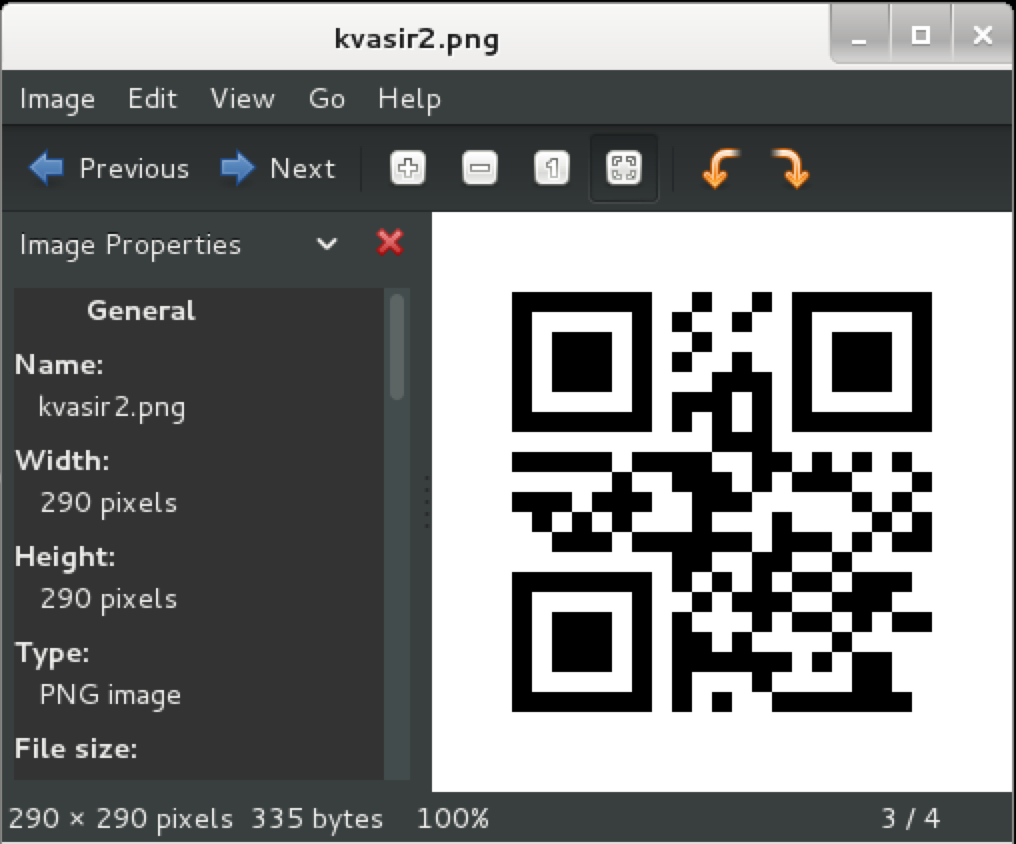 kvasir2.png
Image Edit View Go Help
Previous Next
Image Properties
General
Name:
kvasir2.png
Width:
290 pixels
Height:
290 pixels
Type:
PNG image
File size:
290 × 290 pixels 335 bytes 100% 3 / 4